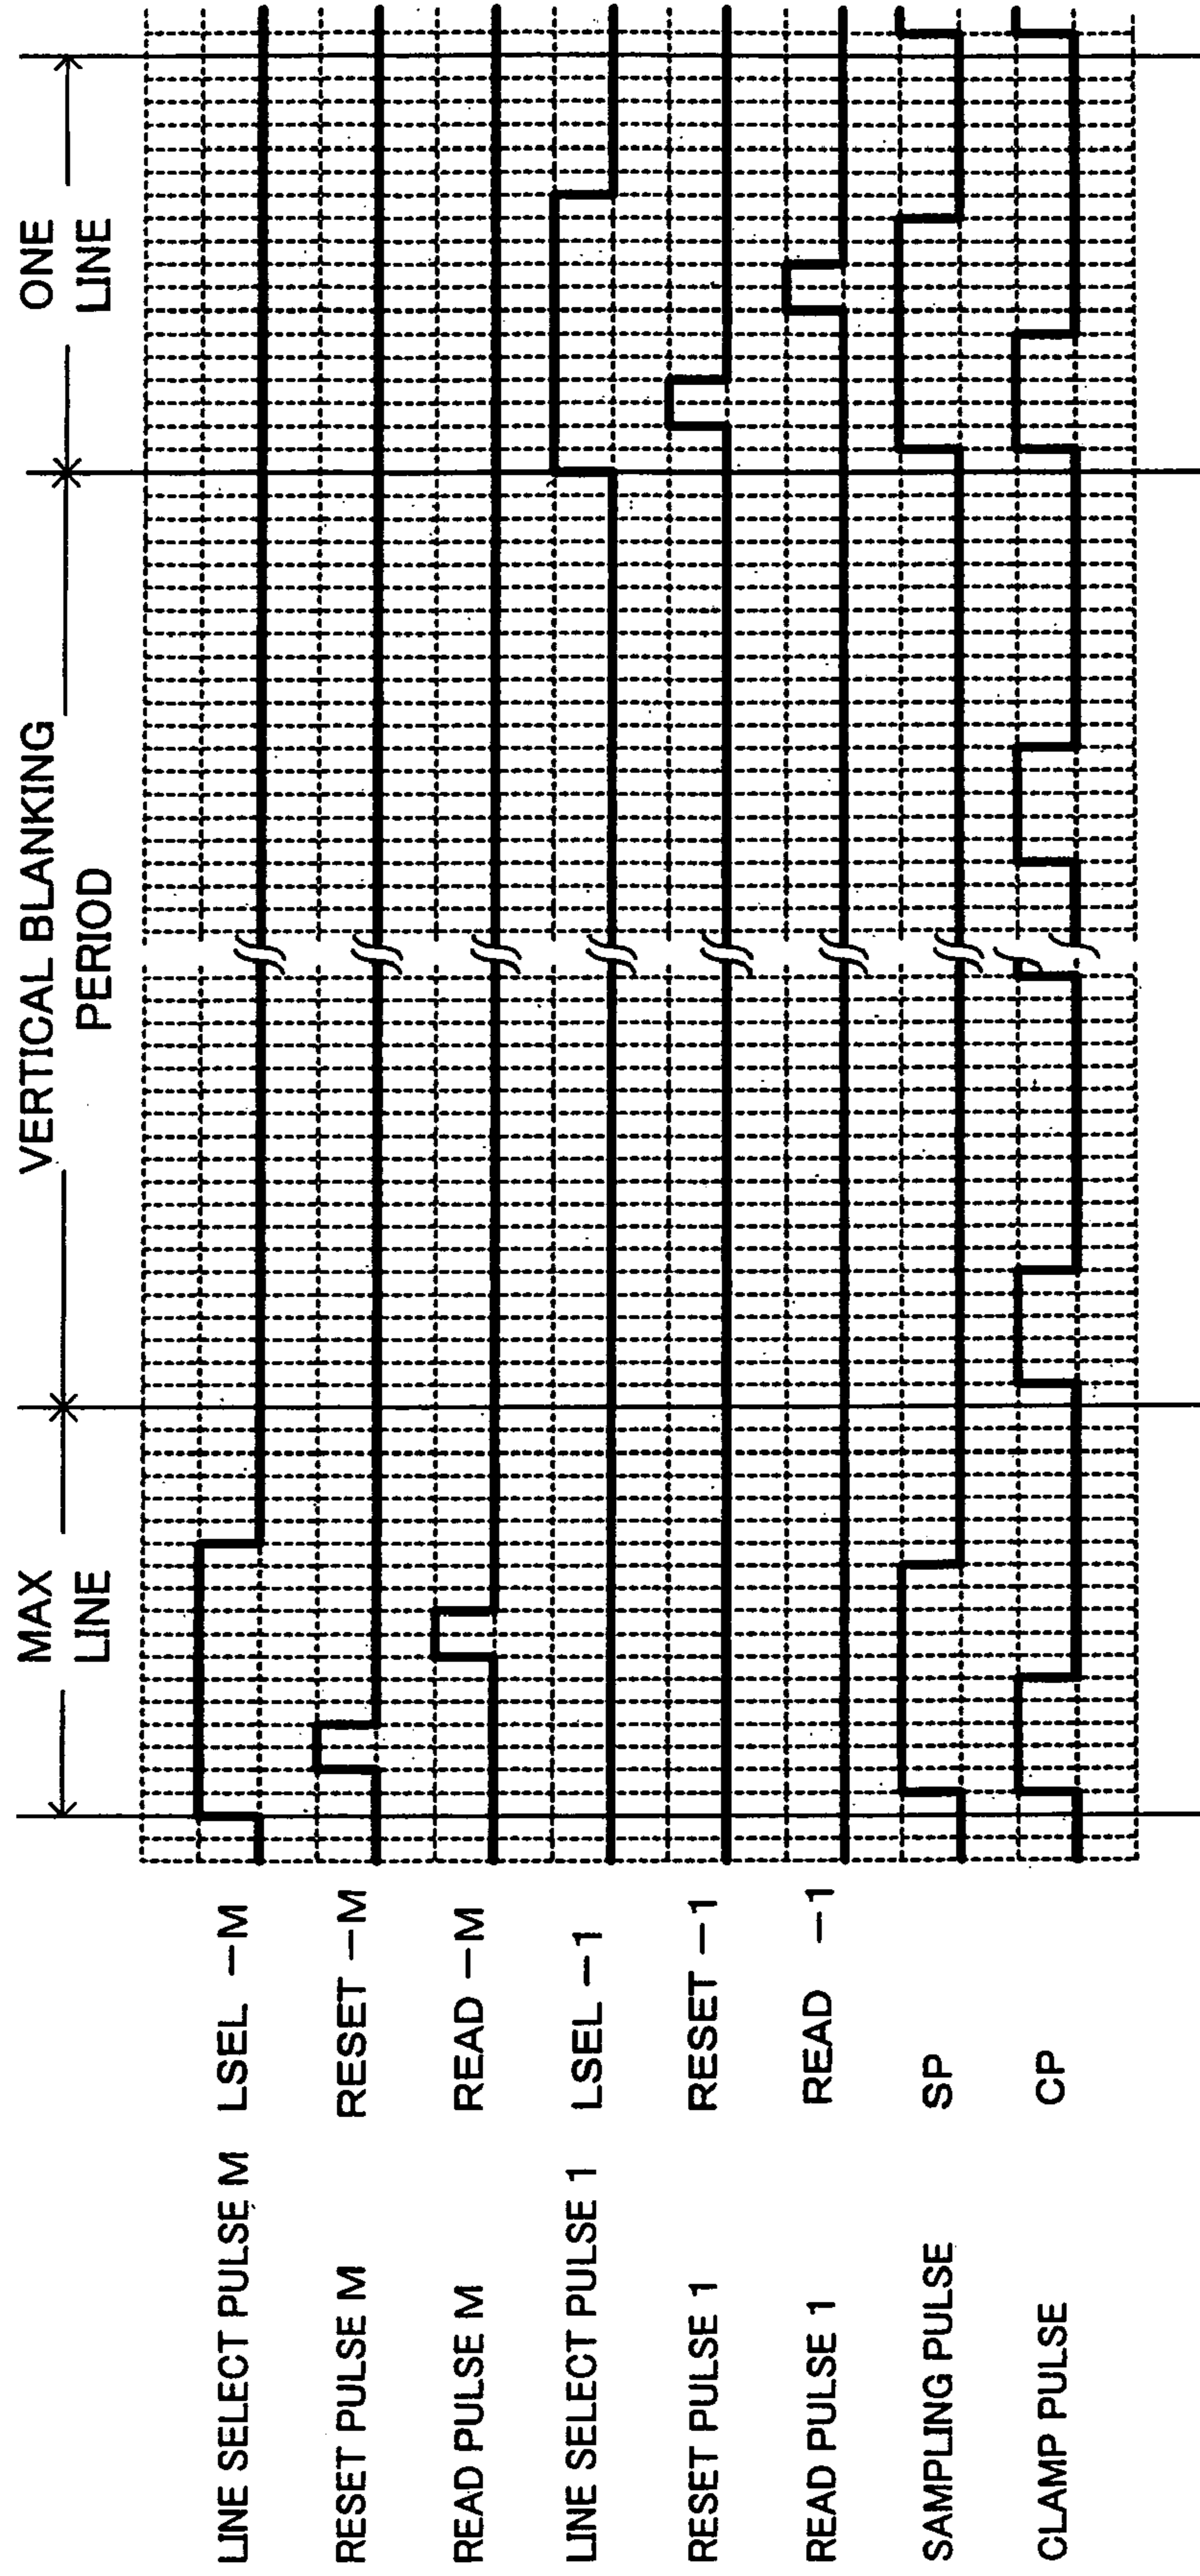 MAX
LINE
VERTICAL BLANKING
PERIOD
ONE
LINE
LINE SELECT PULSE M LSEL -M
RESET PULSE M RESET -M
READ PULSE M READ -M
LINE SELECT PULSE 1 LSEL -1
RESET PULSE 1 RESET -1
READ PULSE 1 READ -1
SAMPLING PULSE SP
CLAMP PULSE CP